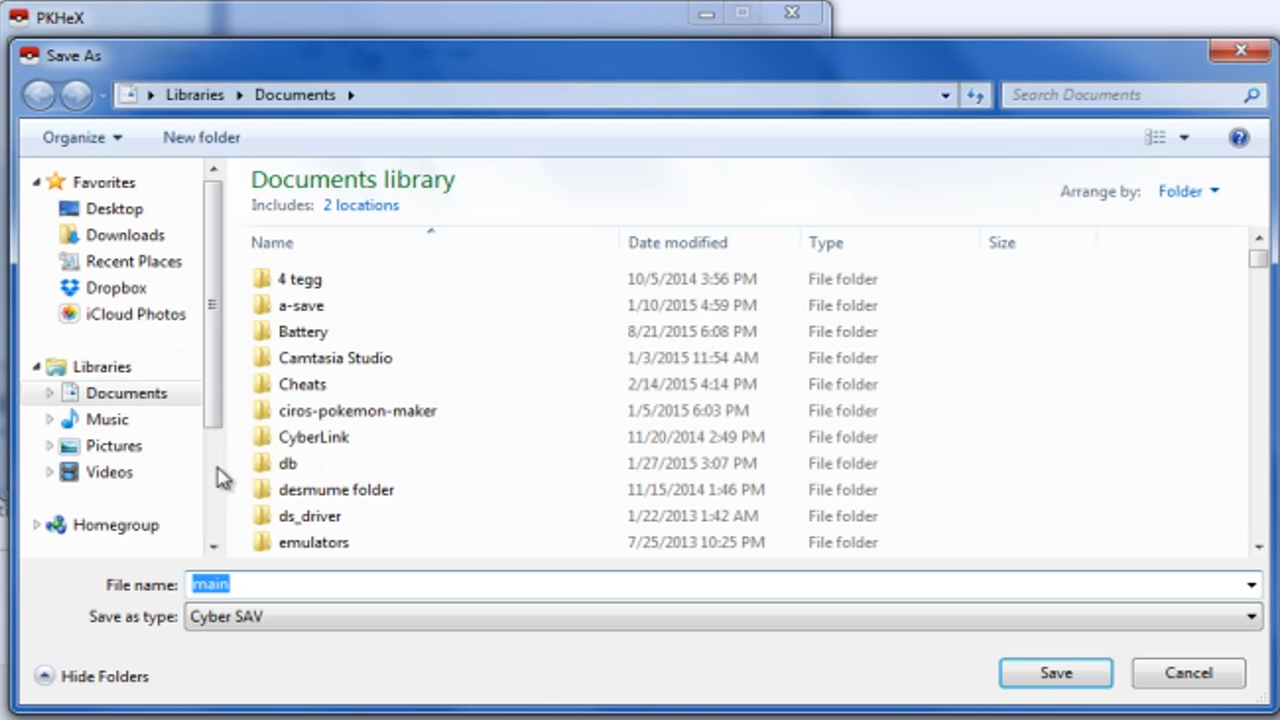 PKHeX
Save As
Libraries Documents
Search Documents
Organize New folder
Favorites
Desktop
Downloads
Recent Places
Dropbox
iCloud Photos
Libraries
Documents
Music
Pictures
Videos
Homegroup
Documents library
Includes: 2 locations
Arrange by: Folder
Name Date modified Type Size
4 tegg 10/5/2014 3:56 PM File folder
a-save 1/10/2015 4:59 PM File folder
Battery 8/21/2015 6:08 PM File folder
Camtasia Studio 1/3/2015 11:54 AM File folder
Cheats 2/14/2015 4:14 PM File folder
ciros-pokemon-maker 1/5/2015 6:03 PM File folder
CyberLink 11/20/2014 2:49 PM File folder
db 1/27/2015 3:07 PM File folder
desmume folder 11/15/2014 1:46 PM File folder
ds_driver 1/22/2013 1:42 AM File folder
emulators 7/25/2013 10:25 PM File folder
File name: main
Save as type: Cyber SAV
Hide Folders
Save Cancel